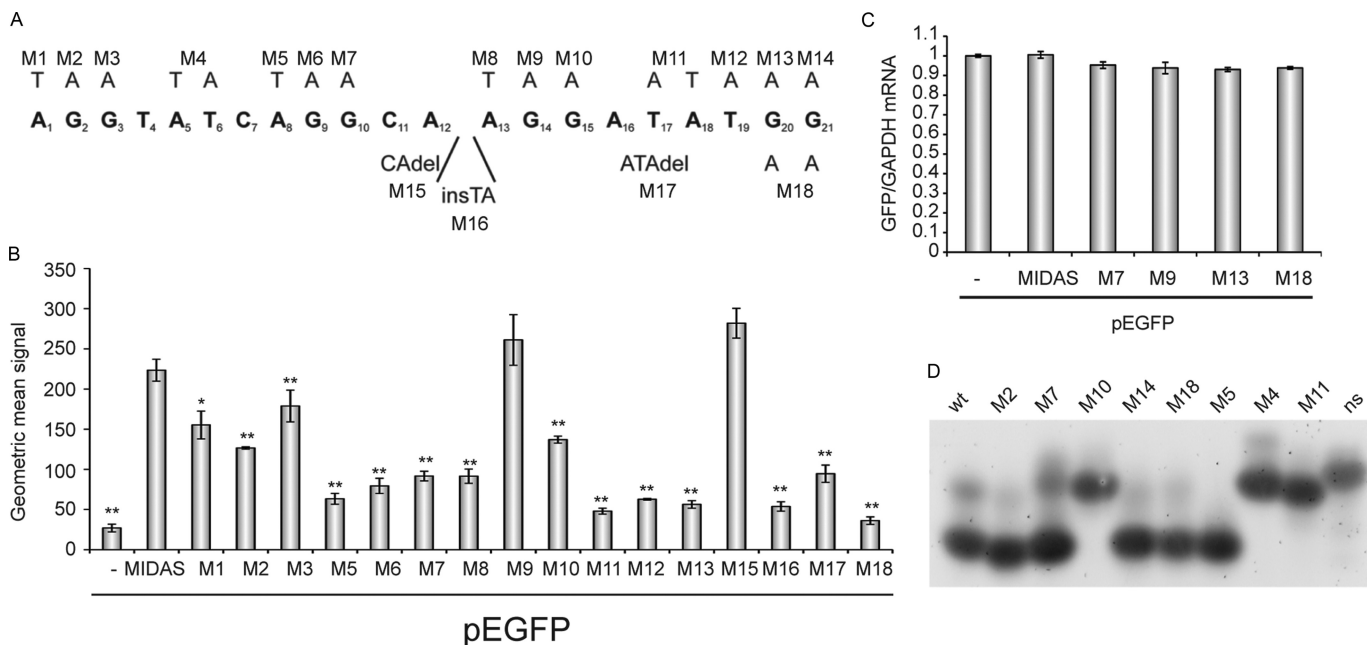 A
M1 M2 M3 M4 M5 M6 M7 M8 M9 M10 M11 M12 M13 M14
T A A T A T A A T A A A T A A A
A1 G2 G3 T4 A5 T6 C7 A8 G9 G10 C11 A12 A13 G14 G15 A16 T17 A18 T19 G20 G21
CAdel ATAdel A A
M15 insTA M17 M18
M16
B
Geometric mean signal
350
300
250
200
150
100
50
0
** * ** ** ** ** ** ** ** ** ** ** ** ** ** **
- MIDAS M1 M2 M3 M5 M6 M7 M8 M9 M10 M11 M12 M13 M15 M16 M17 M18
pEGFP
C
GFP/GAPDH mRNA
1.1
1
0.9
0.8
0.7
0.6
0.5
0.4
0.3
0.2
0.1
0
- MIDAS M7 M9 M13 M18
pEGFP
D
wt M2 M7 M10 M14 M18 M5 M4 M11 ns